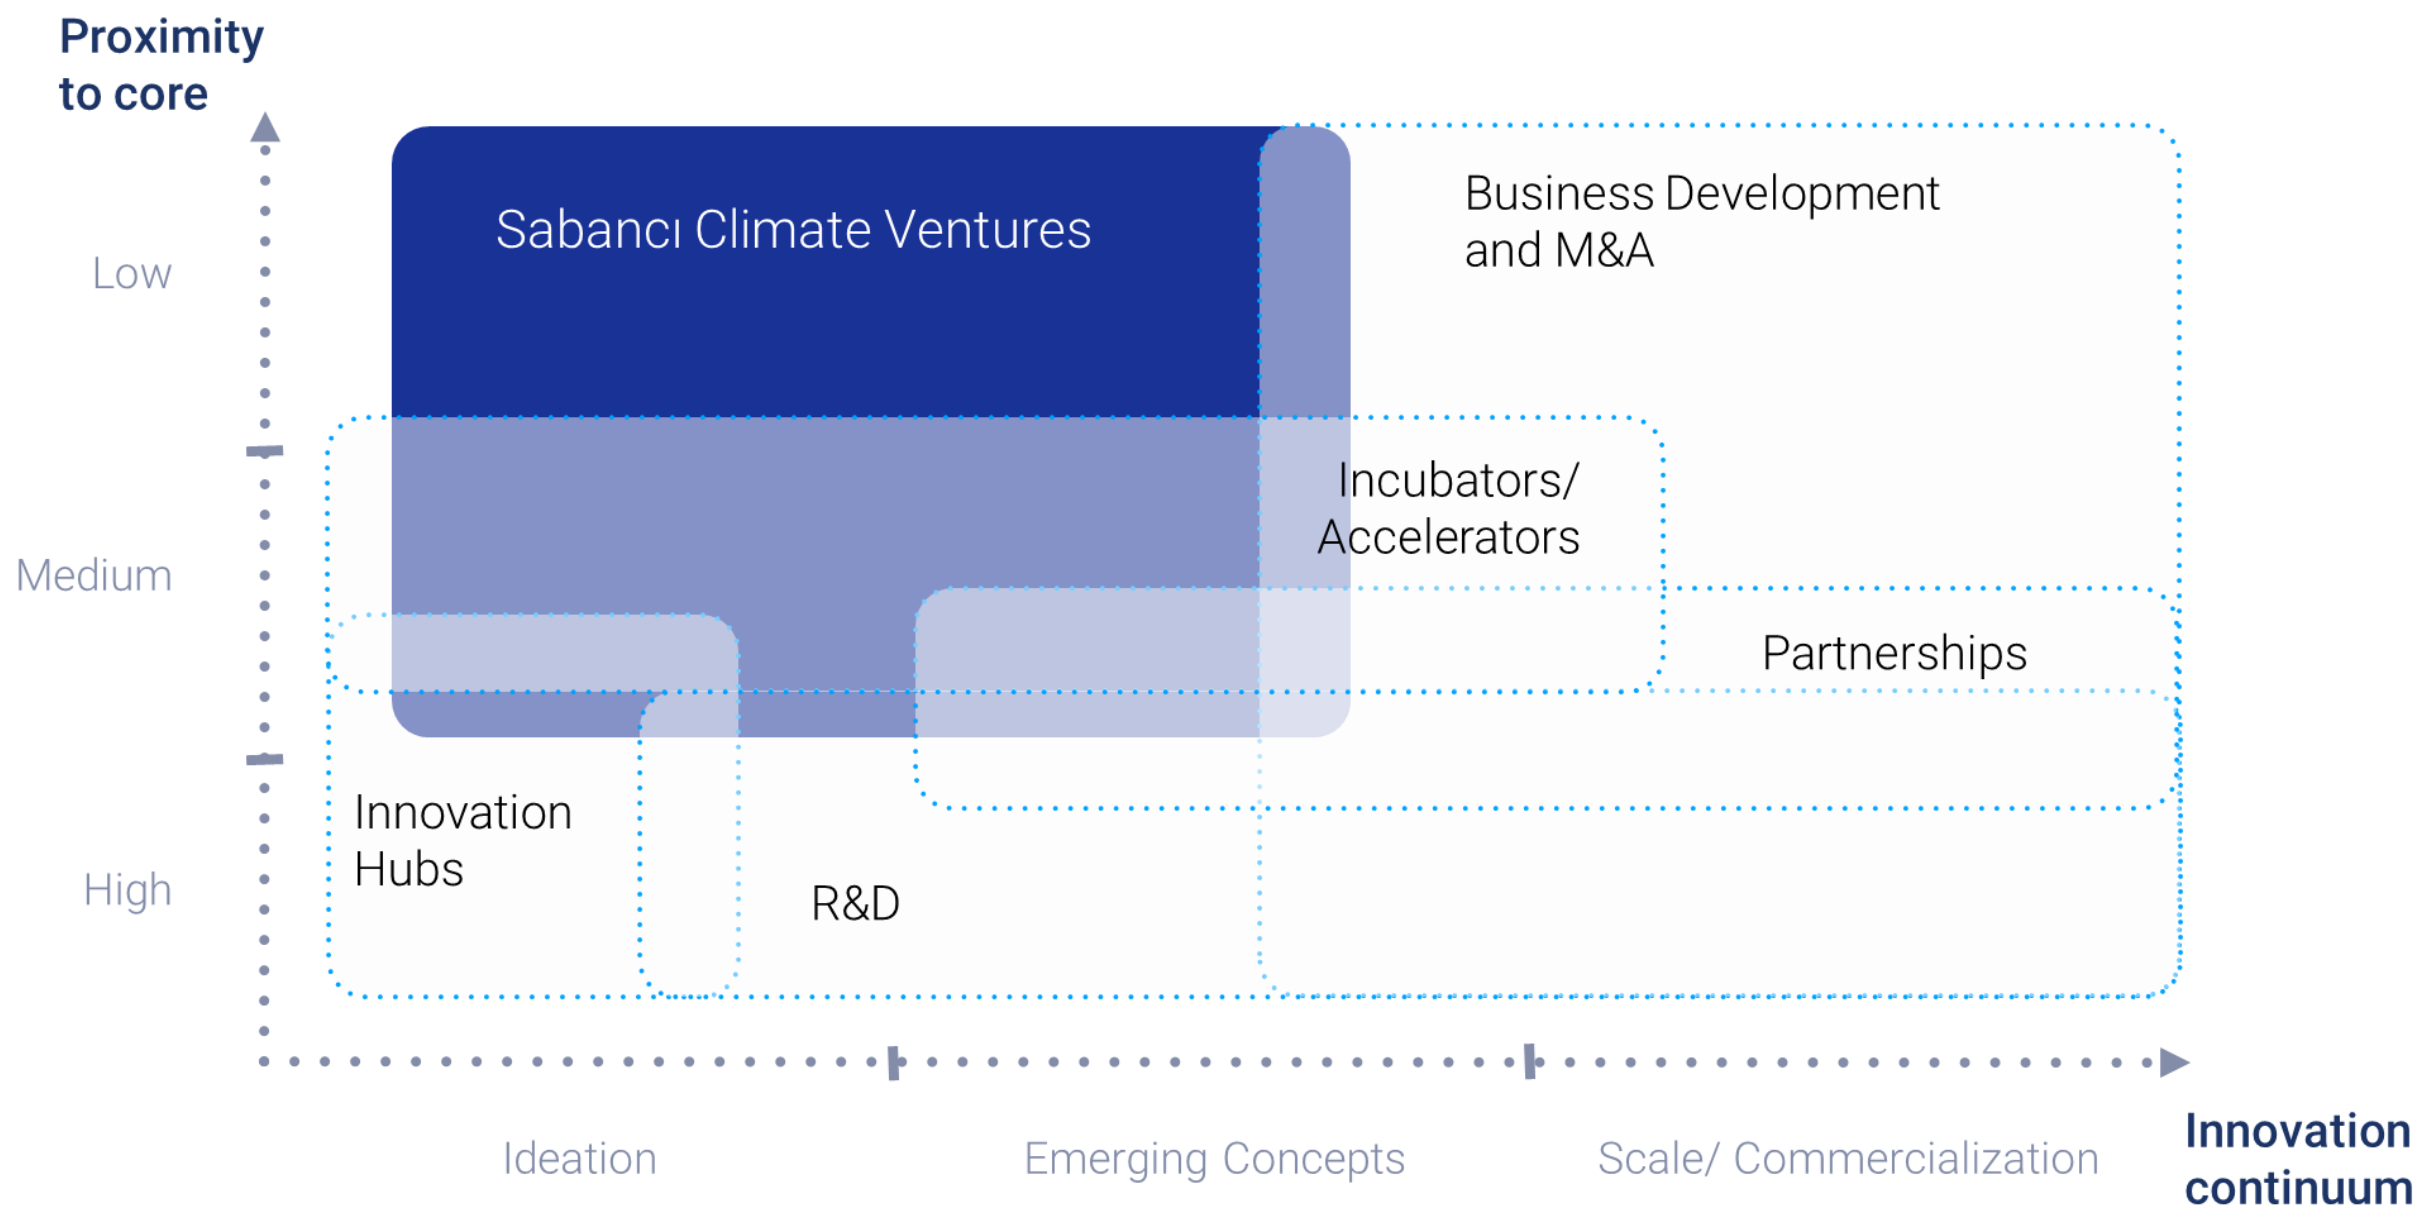 Proximity
to core
Sabancı Climate Ventures
Business Development
and M&A
Low
Incubators/
Accelerators
Medium
Partnerships
Innovation
Hubs
High
R&D
Ideation
Emerging Concepts
Scale/ Commercialization
Innovation
continuum